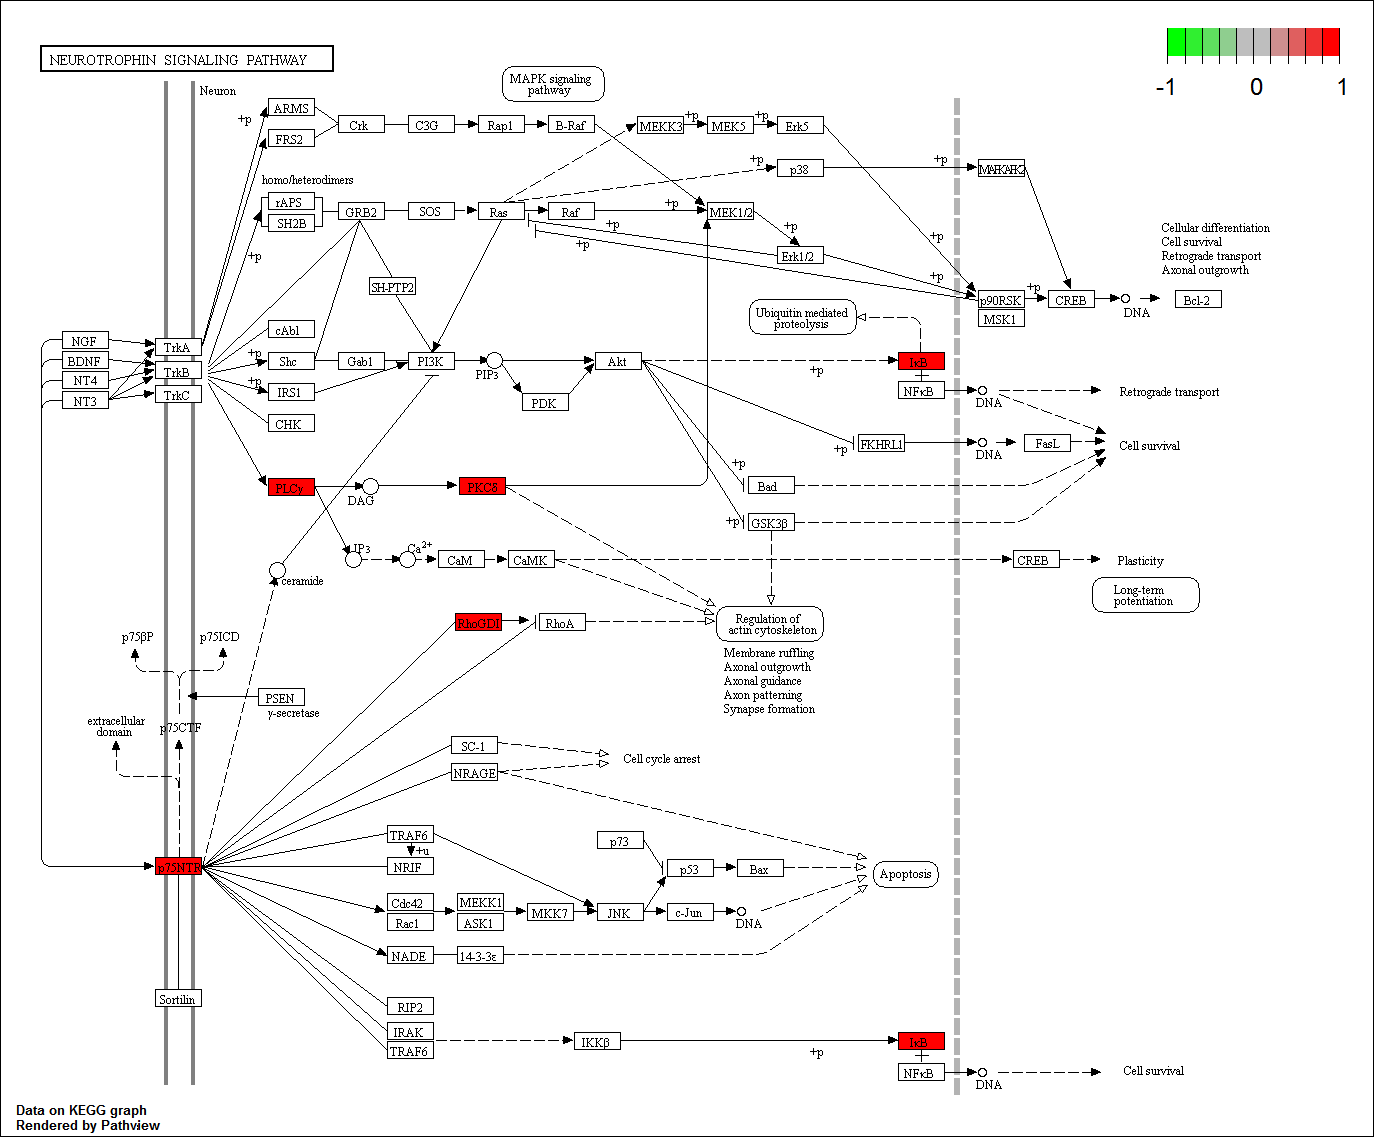 NEUROTROPHIN SIGNALING PATHWAY
-1 0 1
MAPK signaling
pathway
Neuron
ARMS
+p
FRS2
Crk
C3G
Rap1
B-Raf
+p
MEKK3
+p
MEK5
Erk5
+p
p38
+p
MAPKAPK2
homo/heterodimers
rAPS
SH2B
GRB2
SOS
Ras
Raf
+p
MEK1/2
+p
+p
+p
Erk1/2
+p
+p
+p
SH-PTP2
p90RSK
+p
CREB
MSK1
DNA
Bcl-2
Cellular differentiation
Cell survival
Retrograde transport
Axonal outgrowth
Ubiquitin mediated
proteolysis
NGF
BDNF
NT4
NT3
TrkA
TrkB
TrkC
cAbl
+p
Shc
+p
IRS1
CHK
Gab1
PI3K
PIP3
PDK
Akt
+p
IκB
NFκB
DNA
Retrograde transport
FKHRL1
+p
DNA
FasL
Cell survival
+p
Bad
+p
GSK3β
PLCγ
DAG
PKCδ
IP3
Ca2+
CaM
CaMK
CREB
Plasticity
Long-term
potentiation
ceramide
RhoGDI
RhoA
Regulation of
actin cytoskeleton
Membrane ruffling
Axonal outgrowth
Axonal guidance
Axon patterning
Synapse formation
p75βP
p75ICD
PSEN
γ-secretase
extracellular
domain
p75CTF
SC-1
NRAGE
Cell cycle arrest
p75NTR
TRAF6
+u
NRIF
p73
p53
Bax
Apoptosis
Cdc42
Rac1
MEKK1
ASK1
MKK7
JNK
c-Jun
DNA
NADE
14-3-3ε
Sortilin
RIP2
IRAK
TRAF6
IKKβ
+p
IκB
NFκB
DNA
Cell survival
Data on KEGG graph
Rendered by Pathview